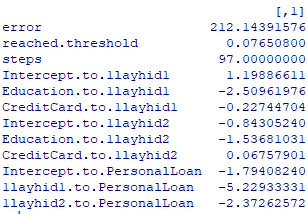 [,1]
error 212.14391576
reached.threshold 0.07650800
steps 97.00000000
Intercept.to.1layhid1 1.19886611
Education.to.1layhid1 -2.50961976
CreditCard.to.1layhid1 -0.22744704
Intercept.to.1layhid2 -0.84305240
Education.to.1layhid2 -1.53681031
CreditCard.to.1layhid2 0.06757901
Intercept.to.PersonalLoan -1.79408240
1layhid1.to.PersonalLoan -5.22933331
1layhid2.to.PersonalLoan -2.37262572